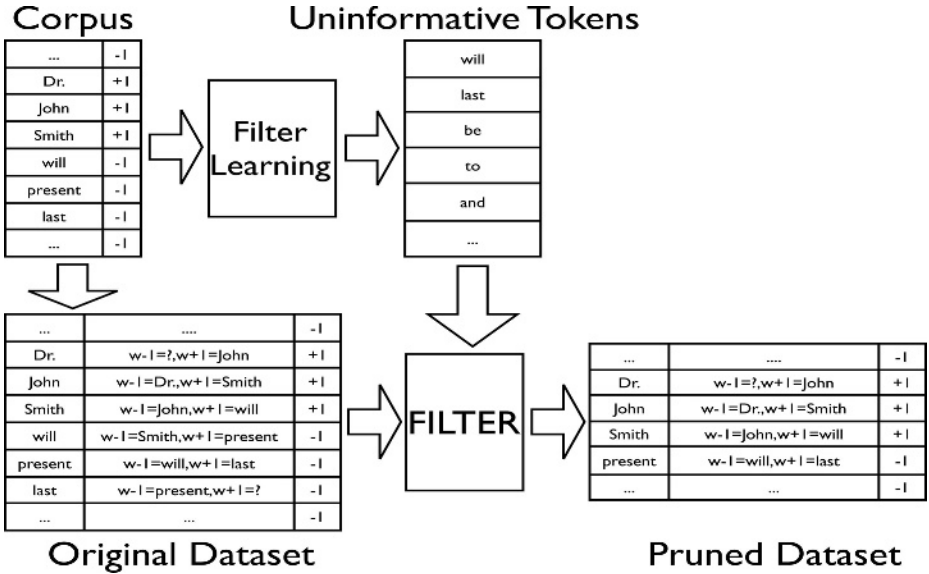 Corpus
Uninformative Tokens
... -1
Dr. +1
John +1
Smith +1
will -1
present -1
last -1
... -1
Filter
Learning
will
last
be
to
and
...
... .... -1
Dr. w-1=?,w+1=John +1
John w-1=Dr.,w+1=Smith +1
Smith w-1=John,w+1=will +1
will w-1=Smith,w+1=present -1
present w-1=will,w+1=last -1
last w-1=present,w+1=? -1
... ... -1
FILTER
... .... -1
Dr. w-1=?,w+1=John +1
John w-1=Dr.,w+1=Smith +1
Smith w-1=John,w+1=will +1
present w-1=will,w+1=last -1
... ... -1
Original Dataset
Pruned Dataset